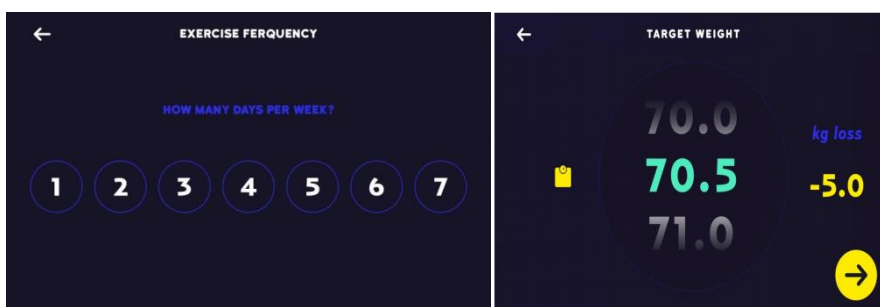 EXERCISE FERQUENCY
HOW MANY DAYS PER WEEK?
1 2 3 4 5 6 7
TARGET WEIGHT
70.0
kg loss
70.5
-5.0
71.0